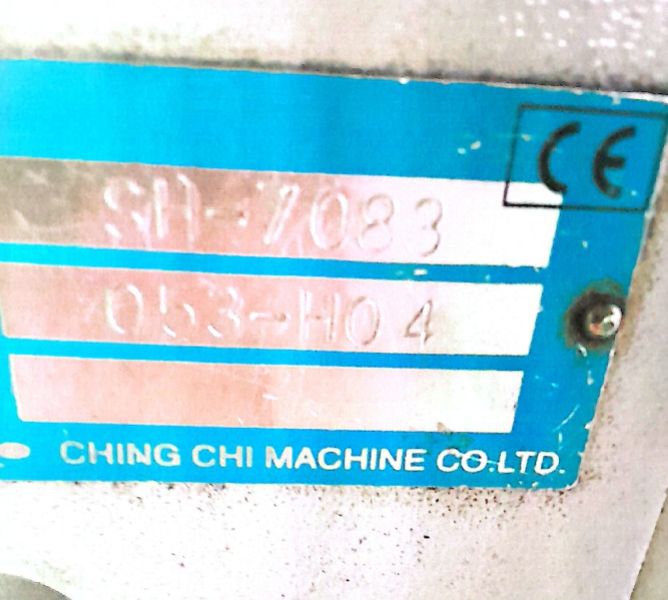 CE
SH-7083
053-H04
CHING CHI MACHINE CO.LTD.